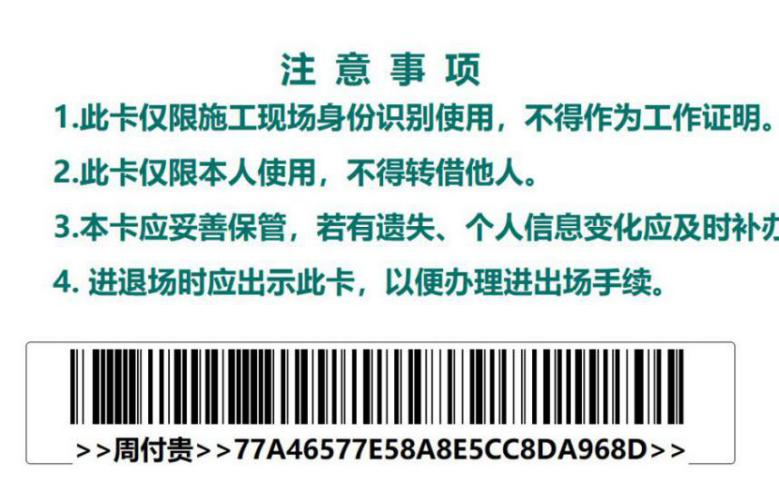 注意事项
1.此卡仅限施工现场身份识别使用，不得作为工作证明。
2.此卡仅限本人使用，不得转借他人。
3.本卡应妥善保管，若有遗失、个人信息变化应及时补办
4. 进退场时应出示此卡，以便办理进出场手续。
>>周付贵>>77A46577E58A8E5CC8DA968D>>